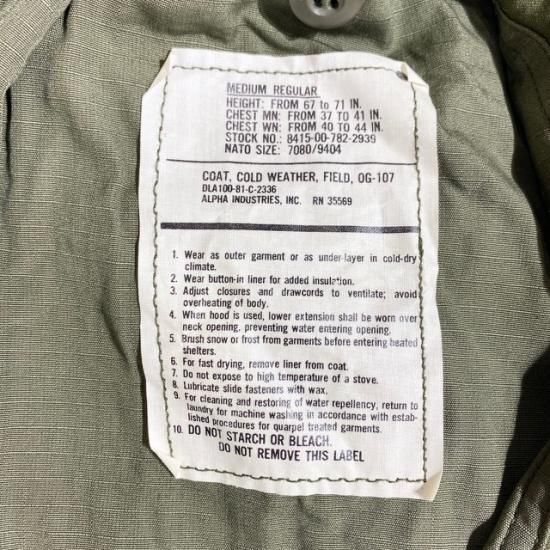 MEDIUM REGULAR
HEIGHT: FROM 67 to 71 IN.
CHEST MN: FROM 37 to 41 IN.
CHEST WN: FROM 40 TO 44 IN.
STOCK NO.: 8415-00-782-2939
NATO SIZE: 7080/9404
COAT, COLD WEATHER, FIELD, OG-107
DLA100-81-C-2336
ALPHA INDUSTRIES, INC. RN 35569
1. Wear as outer garment or as under-layer in cold-dry
climate.
2. Wear button-in liner for added insulation.
3. Adjust closures and drawcords to ventilate; avoid
overheating of body.
4. When hood is used, lower extension shall be worn over
neck opening, preventing water entering opening.
5. Brush snow or frost from garments before entering heated
shelters.
6. For fast drying, remove liner from coat.
7. Do not expose to high temperature of a stove.
8. Lubricate slide fasteners with wax.
9. For cleaning and restoring of water repellency, return to
laundry for machine washing in accordance with estab-
lished procedures for quarpel treated garments.
10. DO NOT STARCH OR BLEACH.
DO NOT REMOVE THIS LABEL